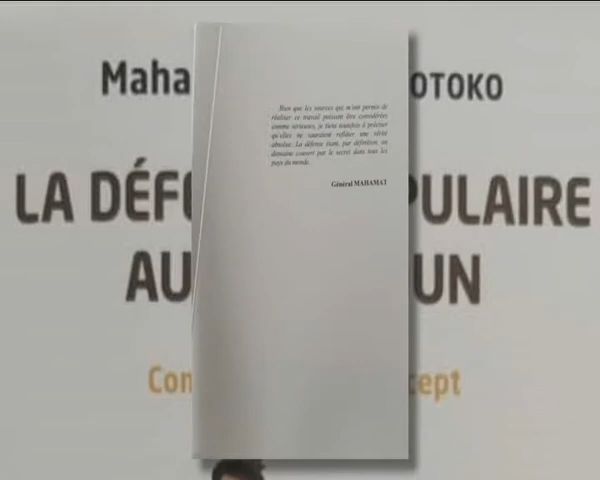 Maha
OTOKO
LA DÉFO
PULAIRE
AU
UN
Con
cept
Bien que les sources qui m'ont permis de
réaliser ce travail puissent être considérées
comme sérieuses, je tiens toutefois à préciser
qu'elles ne sauraient refléter une vérité
absolue. La défense étant, par définition, un
domaine couvert par le secret dans tous les
pays du monde.
Général MAHAMAT